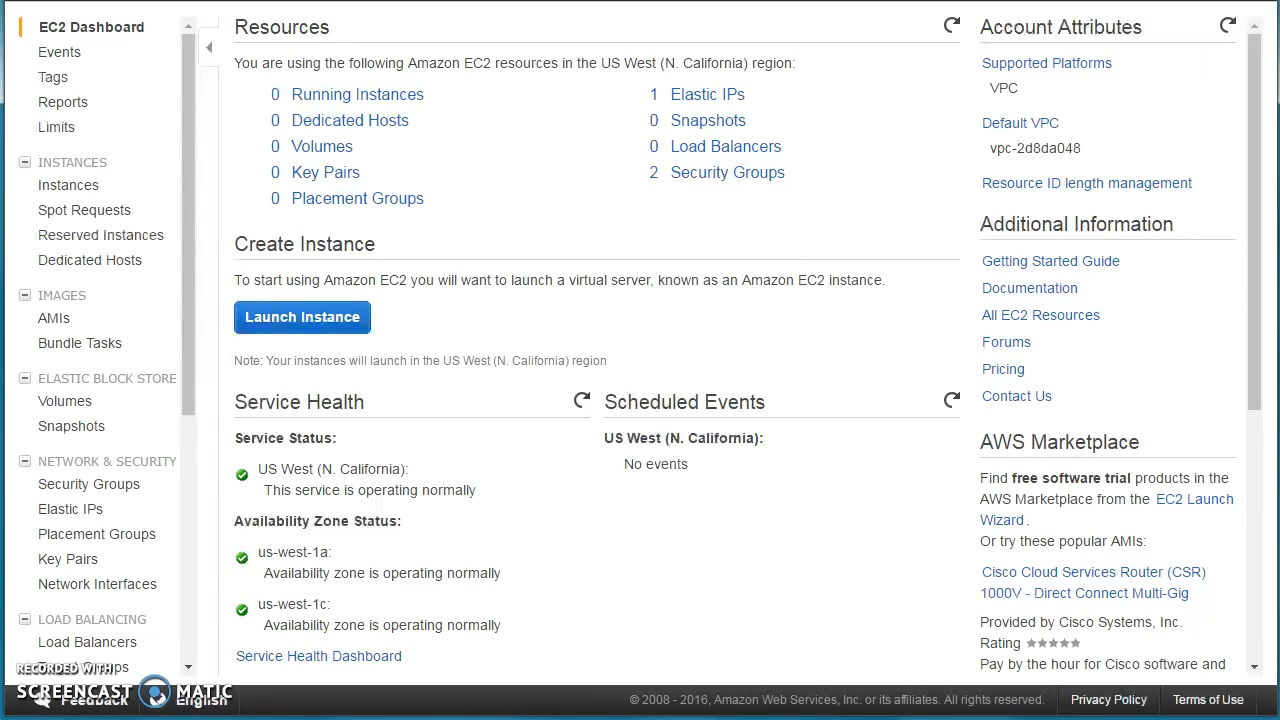 EC2 Dashboard
Events
Tags
Reports
Limits
INSTANCES
Instances
Spot Requests
Reserved Instances
Dedicated Hosts
IMAGES
AMIs
Bundle Tasks
ELASTIC BLOCK STORE
Volumes
Snapshots
NETWORK & SECURITY
Security Groups
Elastic IPs
Placement Groups
Key Pairs
Network Interfaces
LOAD BALANCING
Load Balancers
Resources
You are using the following Amazon EC2 resources in the US West (N. California) region:
0 Running Instances
0 Dedicated Hosts
0 Volumes
0 Key Pairs
0 Placement Groups
1 Elastic IPs
0 Snapshots
0 Load Balancers
2 Security Groups
Create Instance
To start using Amazon EC2 you will want to launch a virtual server, known as an Amazon EC2 instance.
Launch Instance
Note: Your instances will launch in the US West (N. California) region
Service Health
Service Status:
US West (N. California):
This service is operating normally
Availability Zone Status:
us-west-1a:
Availability zone is operating normally
us-west-1c:
Availability zone is operating normally
Service Health Dashboard
Scheduled Events
US West (N. California):
No events
Account Attributes
Supported Platforms
VPC
Default VPC
vpc-2d8da048
Resource ID length management
Additional Information
Getting Started Guide
Documentation
All EC2 Resources
Forums
Pricing
Contact Us
AWS Marketplace
Find free software trial products in the
AWS Marketplace from the EC2 Launch
Wizard.
Or try these popular AMIs:
Cisco Cloud Services Router (CSR)
1000V - Direct Connect Multi-Gig
Provided by Cisco Systems, Inc.
Rating
Pay by the hour for Cisco software and
RECORDED WITH
SCREENCAST MATIC
Feedback
English
© 2008 - 2016, Amazon Web Services, Inc. or its affiliates. All rights reserved.
Privacy Policy
Terms of Use